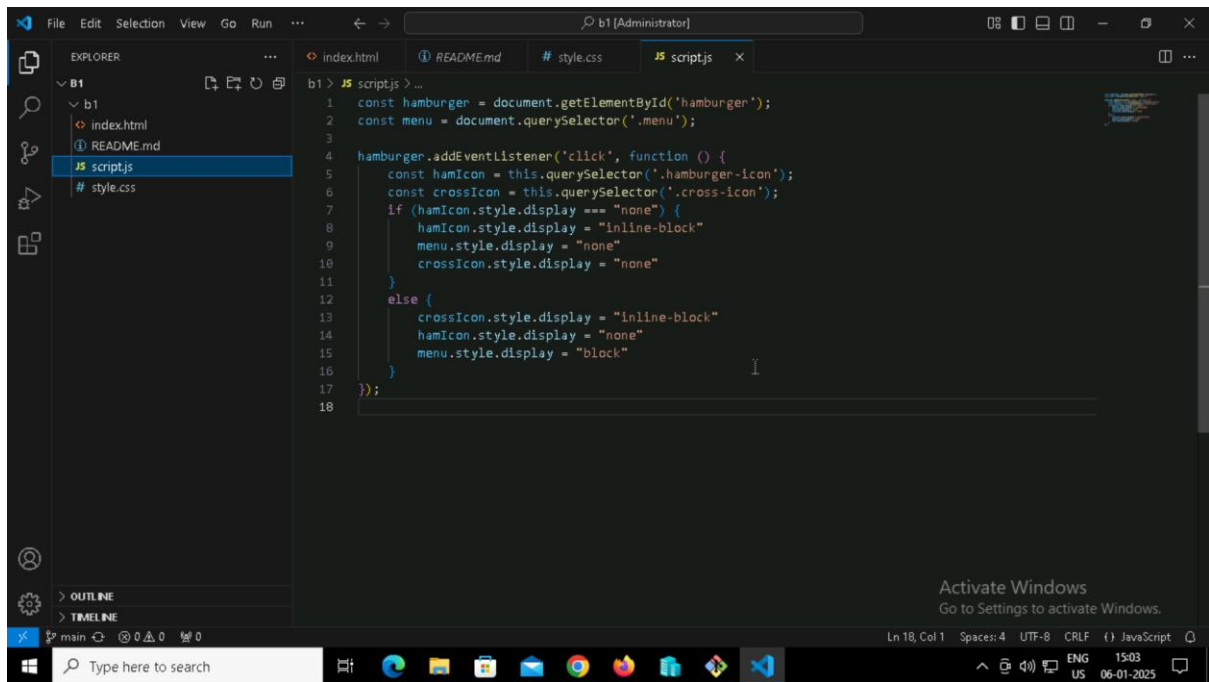 File Edit Selection View Go Run ···
b1 [Administrator]
EXPLORER
B1
b1
index.html
README.md
JS script.js
# style.css
OUTLINE
TIMELINE
index.html
README.md
# style.css
JS script.js
b1 > JS script.js > ...
1 const hamburger = document.getElementById('hamburger');
2 const menu = document.querySelector('.menu');
3
4 hamburger.addEventListener('click', function () {
5 const hamIcon = this.querySelector('.hamburger-icon');
6 const crossIcon = this.querySelector('.cross-icon');
7 if (hamIcon.style.display === "none") {
8 hamIcon.style.display = "inline-block"
9 menu.style.display = "none"
10 crossIcon.style.display = "none"
11 }
12 else {
13 crossIcon.style.display = "inline-block"
14 hamIcon.style.display = "none"
15 menu.style.display = "block"
16 }
17 });
18
Activate Windows
Go to Settings to activate Windows.
main 0 0 0
Ln 18, Col 1 Spaces: 4 UTF-8 CRLF {} JavaScript
Type here to search
ENG
US
15:03
06-01-2025